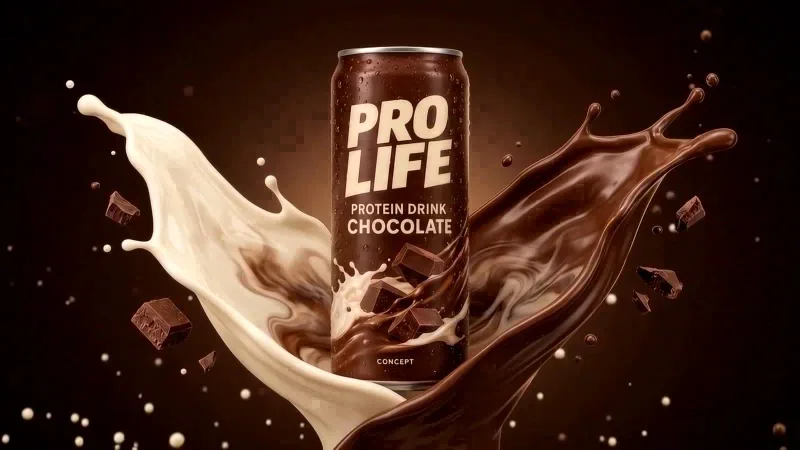 PRO
LIFE
PROTEIN DRINK
CHOCOLATE
CONCEPT